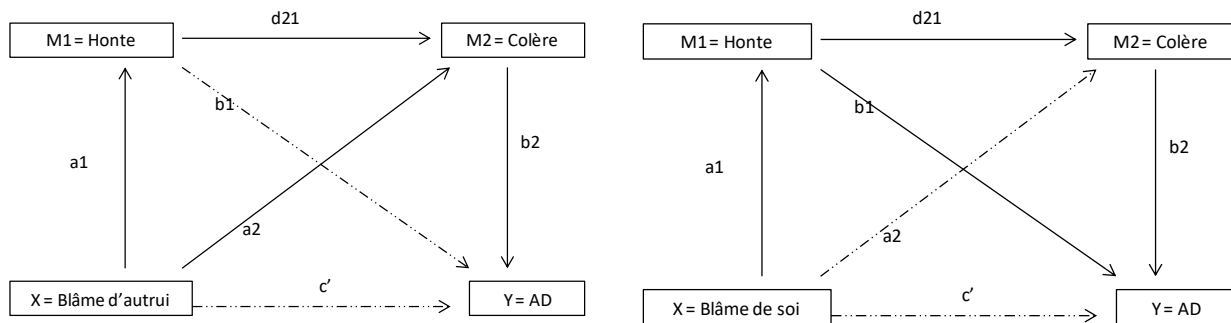 d21
M1 = Honte
M2 = Colère
b1
b2
a1
a2
c'
X = Blâme d'autrui
Y = AD
d21
M1 = Honte
M2 = Colère
b1
b2
a1
a2
c'
X = Blâme de soi
Y = AD